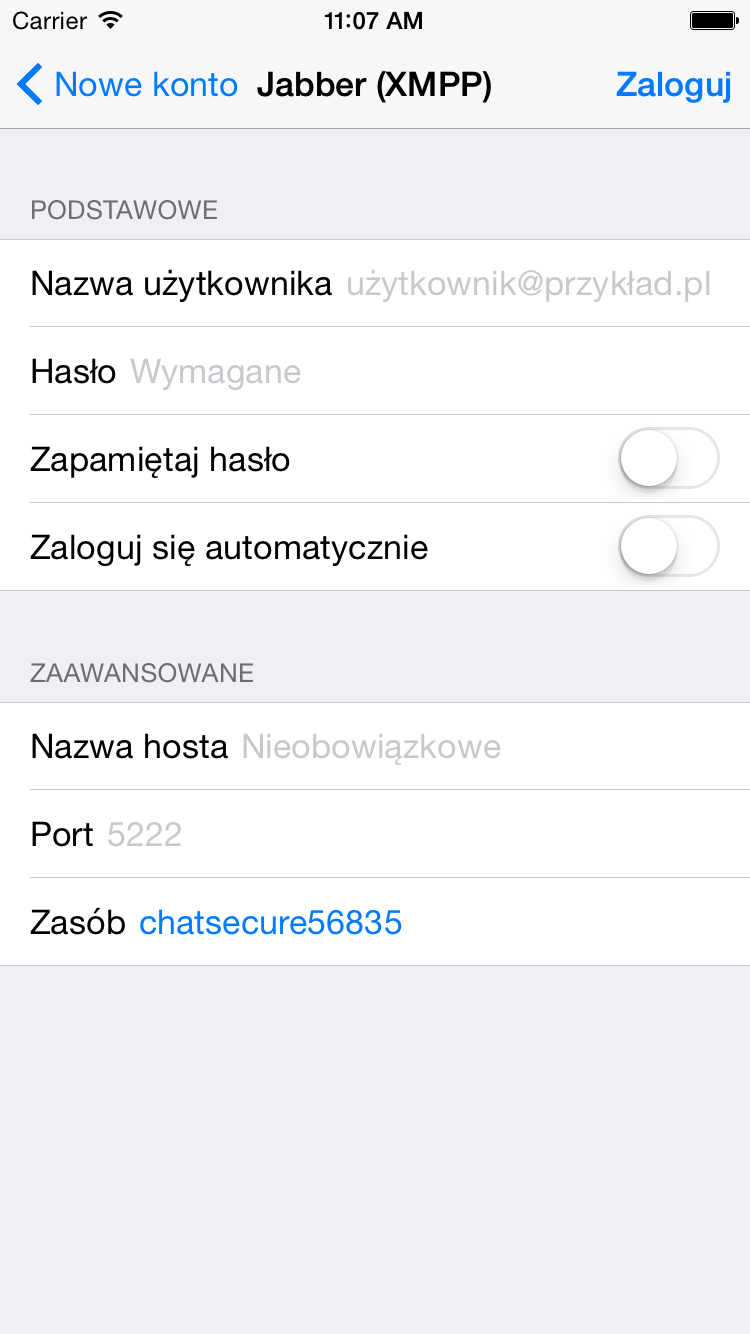 Carrier 11:07 AM
Nowe konto Jabber (XMPP) Zaloguj
PODSTAWOWE
Nazwa użytkownika użytkownik@przykład.pl
Hasło Wymagane
Zapamiętaj hasło
Zaloguj się automatycznie
ZAAWANSOWANE
Nazwa hosta Nieobowiązkowe
Port 5222
Zasób chatsecure56835